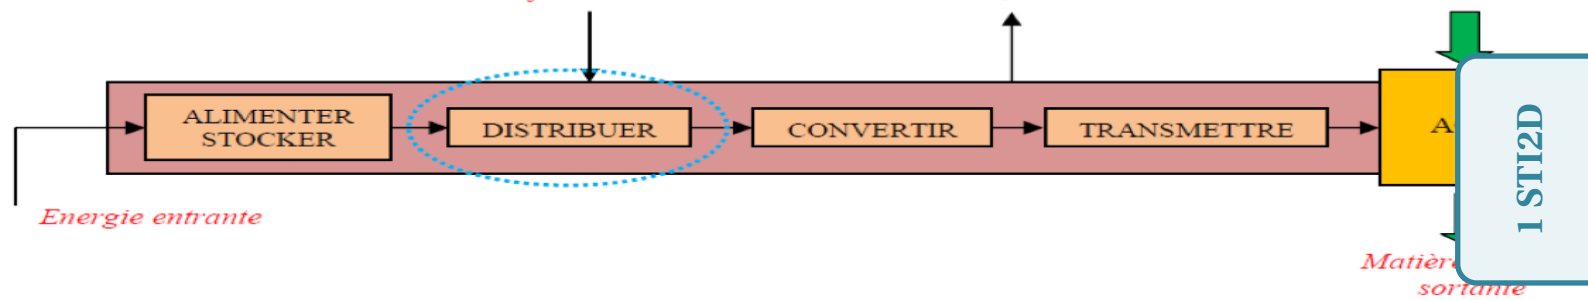 ALIMENTER
STOCKER
DISTRIBUER
CONVERTIR
TRANSMETTRE
1 STI2D
Energie entrante
Matière
sortante